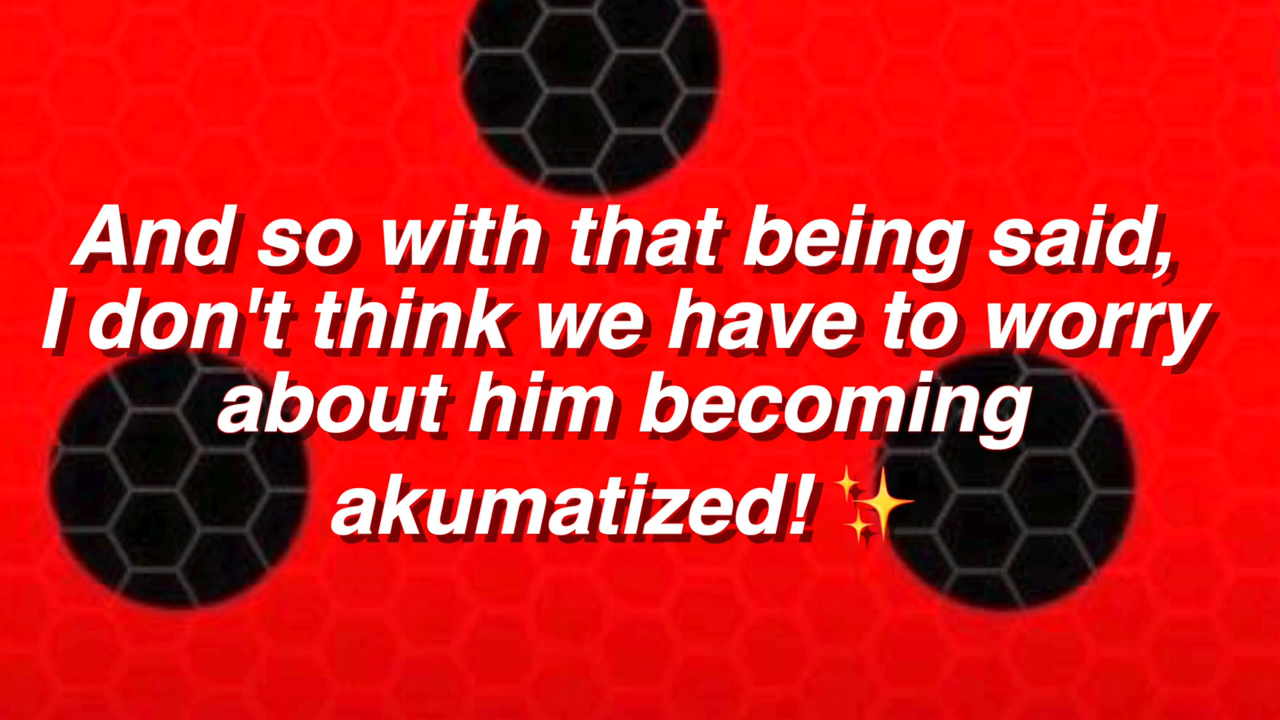 And so with that being said,
I don't think we have to worry
about him becoming
akumatized! ✨